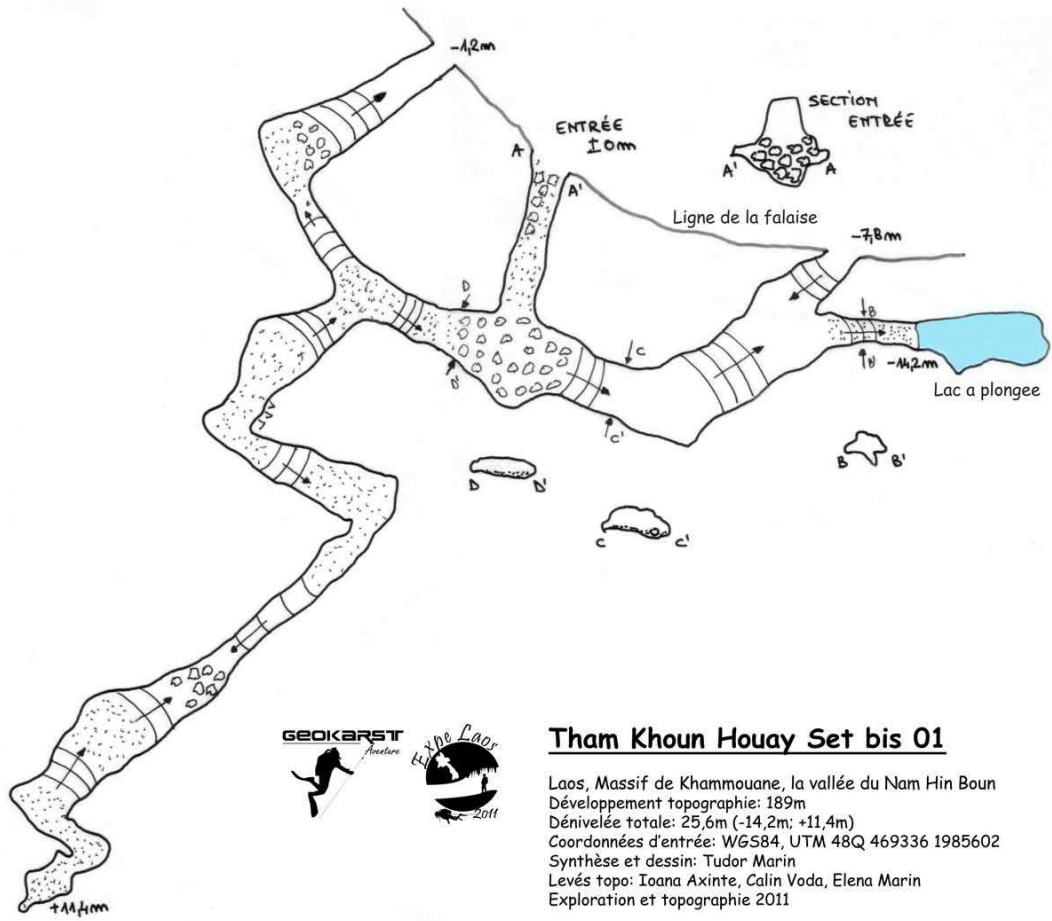 -1,2m
ENTRÉE
±0m
A
A'
SECTION
ENTRÉE
A'
A
Ligne de la falaise
-7,8m
D
D'
B
B'
C
C'
-14,2m
Lac a plongee
B
B'
D
D'
C
C'
+11,4m
GEOKARST
Aventure
Expe Laos
2011
Tham Khoun Houay Set bis 01
Laos, Massif de Khammouane, la vallée du Nam Hin Boun
Développement topographie: 189m
Dénivelée totale: 25,6m (-14,2m; +11,4m)
Coordonnées d'entrée: WGS84, UTM 48Q 469336 1985602
Synthèse et dessin: Tudor Marin
Levés topo: Ioana Axinte, Calin Voda, Elena Marin
Exploration et topographie 2011